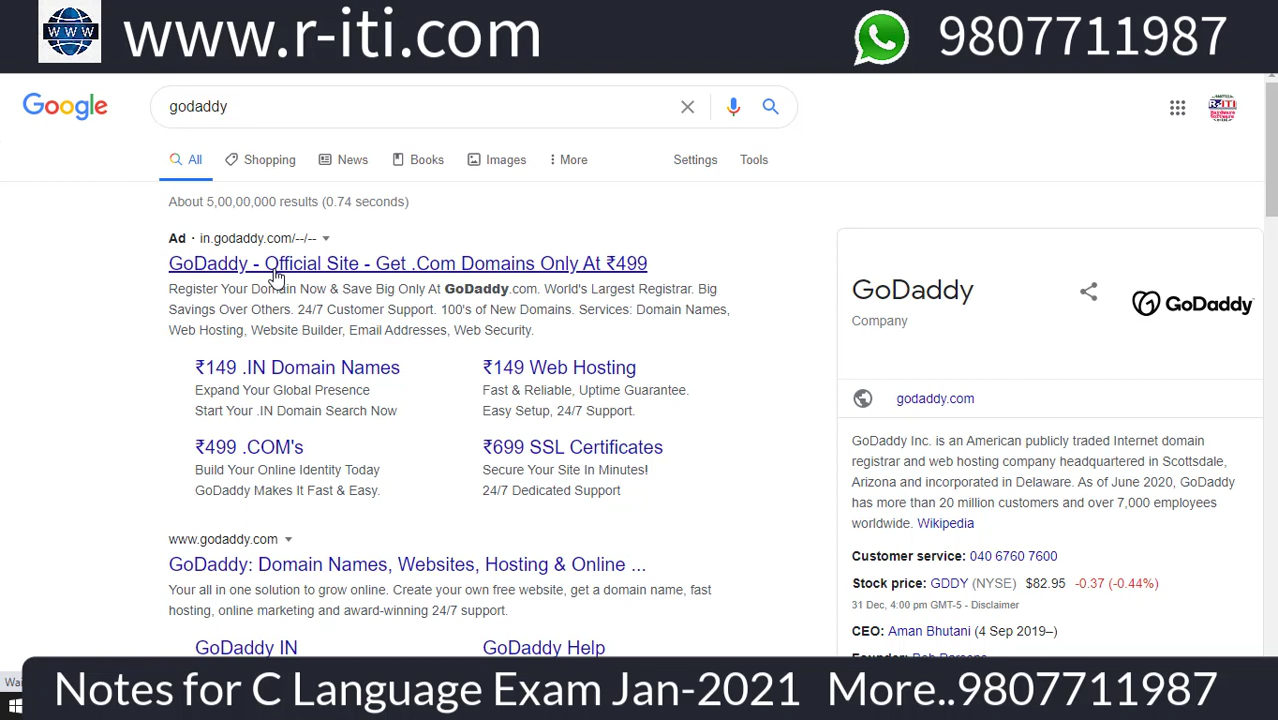 WWW
www.r-iti.com
9807711987
Google
godaddy
All
Shopping
News
Books
Images
More
Settings
Tools
About 5,00,00,000 results (0.74 seconds)
Ad · in.godaddy.com/--/--
GoDaddy - Official Site - Get .Com Domains Only At ₹499
Register Your Domain Now & Save Big Only At GoDaddy.com. World's Largest Registrar. Big
Savings Over Others. 24/7 Customer Support. 100's of New Domains. Services: Domain Names,
Web Hosting, Website Builder, Email Addresses, Web Security.
₹149 .IN Domain Names
Expand Your Global Presence
Start Your .IN Domain Search Now
₹149 Web Hosting
Fast & Reliable, Uptime Guarantee.
Easy Setup, 24/7 Support.
₹499 .COM's
Build Your Online Identity Today
GoDaddy Makes It Fast & Easy.
₹699 SSL Certificates
Secure Your Site In Minutes!
24/7 Dedicated Support
www.godaddy.com
GoDaddy: Domain Names, Websites, Hosting & Online ...
Your all in one solution to grow online. Create your own free website, get a domain name, fast
hosting, online marketing and award-winning 24/7 support.
GoDaddy IN
GoDaddy Help
GoDaddy
Company
GoDaddy
godaddy.com
GoDaddy Inc. is an American publicly traded Internet domain
registrar and web hosting company headquartered in Scottsdale,
Arizona and incorporated in Delaware. As of June 2020, GoDaddy
has more than 20 million customers and over 7,000 employees
worldwide. Wikipedia
Customer service: 040 6760 7600
Stock price: GDDY (NYSE) $82.95 -0.37 (-0.44%)
31 Dec, 4:00 pm GMT-5 - Disclaimer
CEO: Aman Bhutani (4 Sep 2019–)
Notes for C Language Exam Jan-2021 More..9807711987